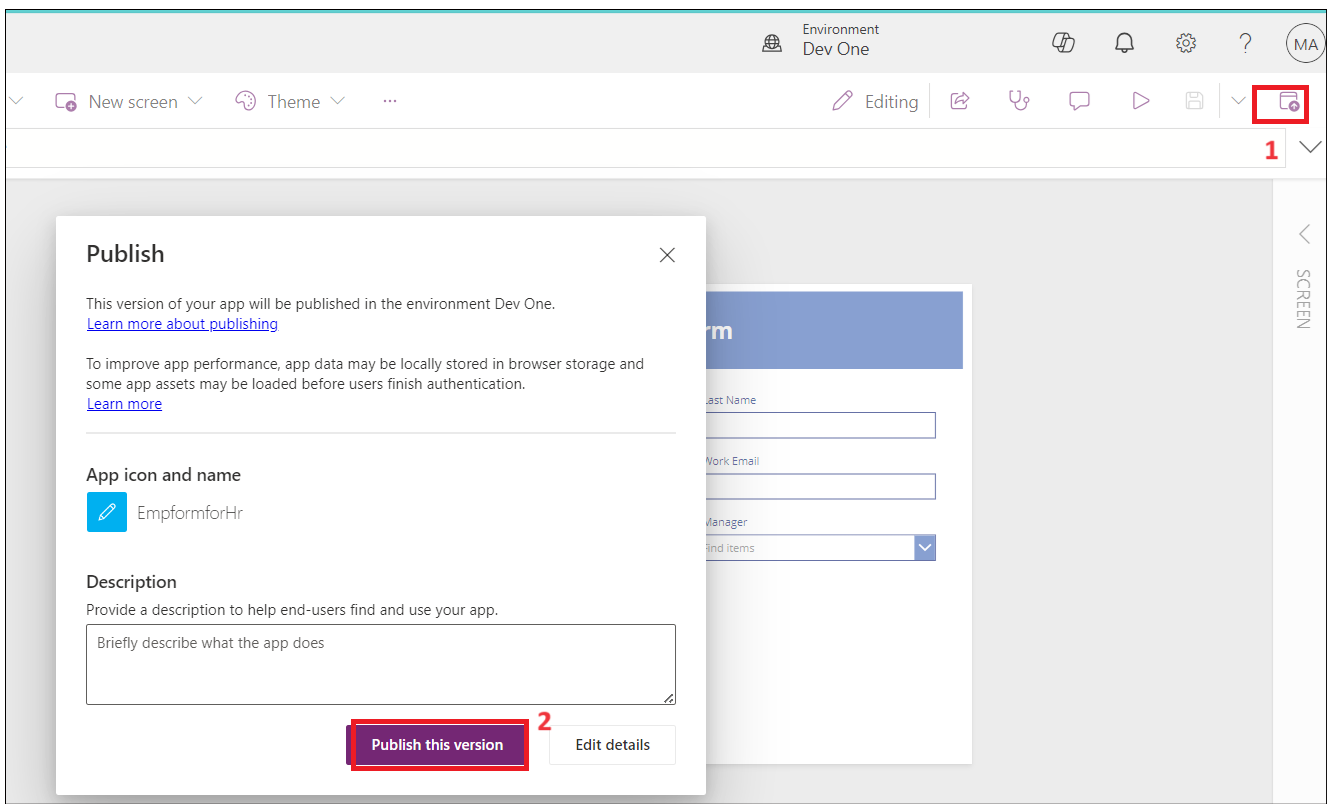 Environment
Dev One
MA
New screen
Theme
...
Editing
1
SCREEN
Publish
This version of your app will be published in the environment Dev One.
Learn more about publishing
To improve app performance, app data may be locally stored in browser storage and
some app assets may be loaded before users finish authentication.
Learn more
App icon and name
EmpformforHr
Description
Provide a description to help end-users find and use your app.
Briefly describe what the app does
2
Publish this version
Edit details
rm
Last Name
Work Email
Manager
Find items